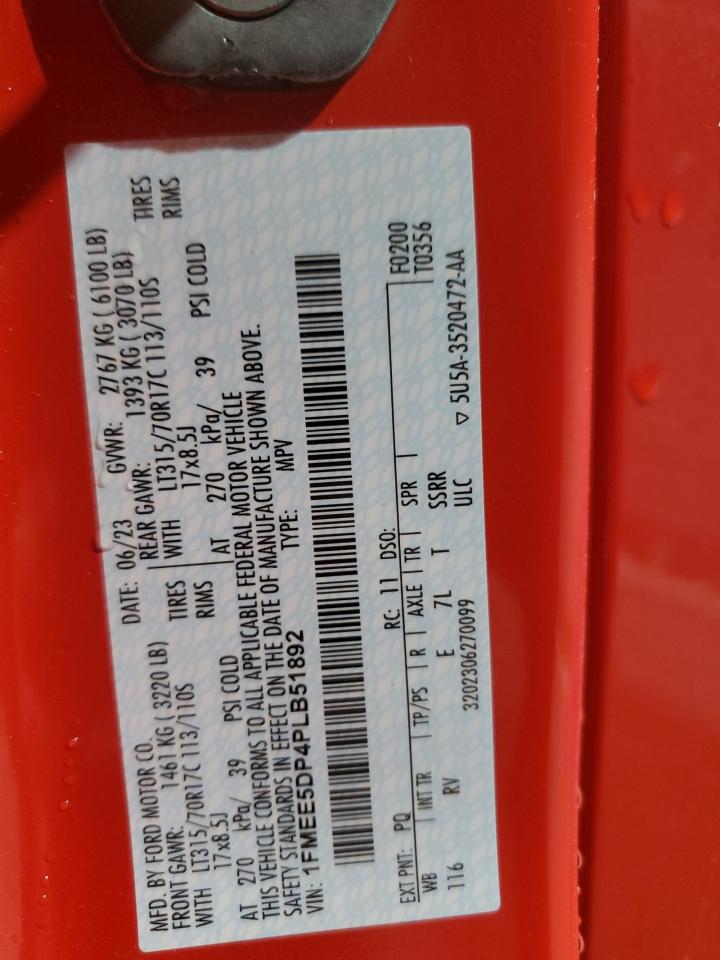 MFD. BY FORD MOTOR CO. DATE: 06/23 GVWR: 2767 KG ( 6100 LB)
FRONT GAWR: 1461 KG ( 3220 LB) REAR GAWR: 1393 KG ( 3070 LB)
WITH LT315/70R17C 113/110S TIRES WITH LT315/70R17C 113/110S TIRES
17x8.5J RIMS 17x8.5J RIMS
AT 270 kPa/ 39 PSI COLD AT 270 kPa/ 39 PSI COLD
THIS VEHICLE CONFORMS TO ALL APPLICABLE FEDERAL MOTOR VEHICLE
SAFETY STANDARDS IN EFFECT ON THE DATE OF MANUFACTURE SHOWN ABOVE.
VIN: 1FMEE5DP4PLB51892 TYPE: MPV
EXT PNT: PQ RC: 11 DSO: F0200
WB INT TR TP/PS R AXLE TR SPR T0356
116 RV E 7L T SSRR
ULC ▽ 5U5A-3520472-AA
3202306270099